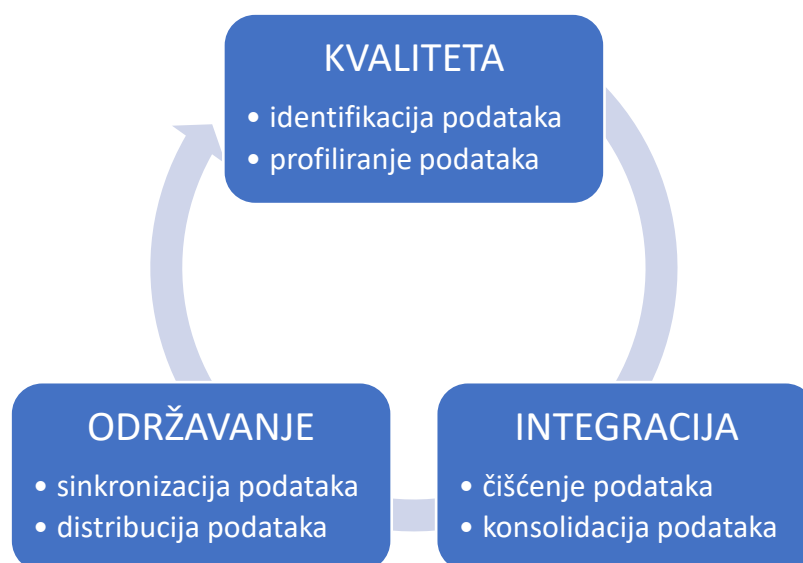 KVALITETA
• identifikacija podataka
• profiliranje podataka
ODRŽAVANJE
• sinkronizacija podataka
• distribucija podataka
INTEGRACIJA
• čišćenje podataka
• konsolidacija podataka